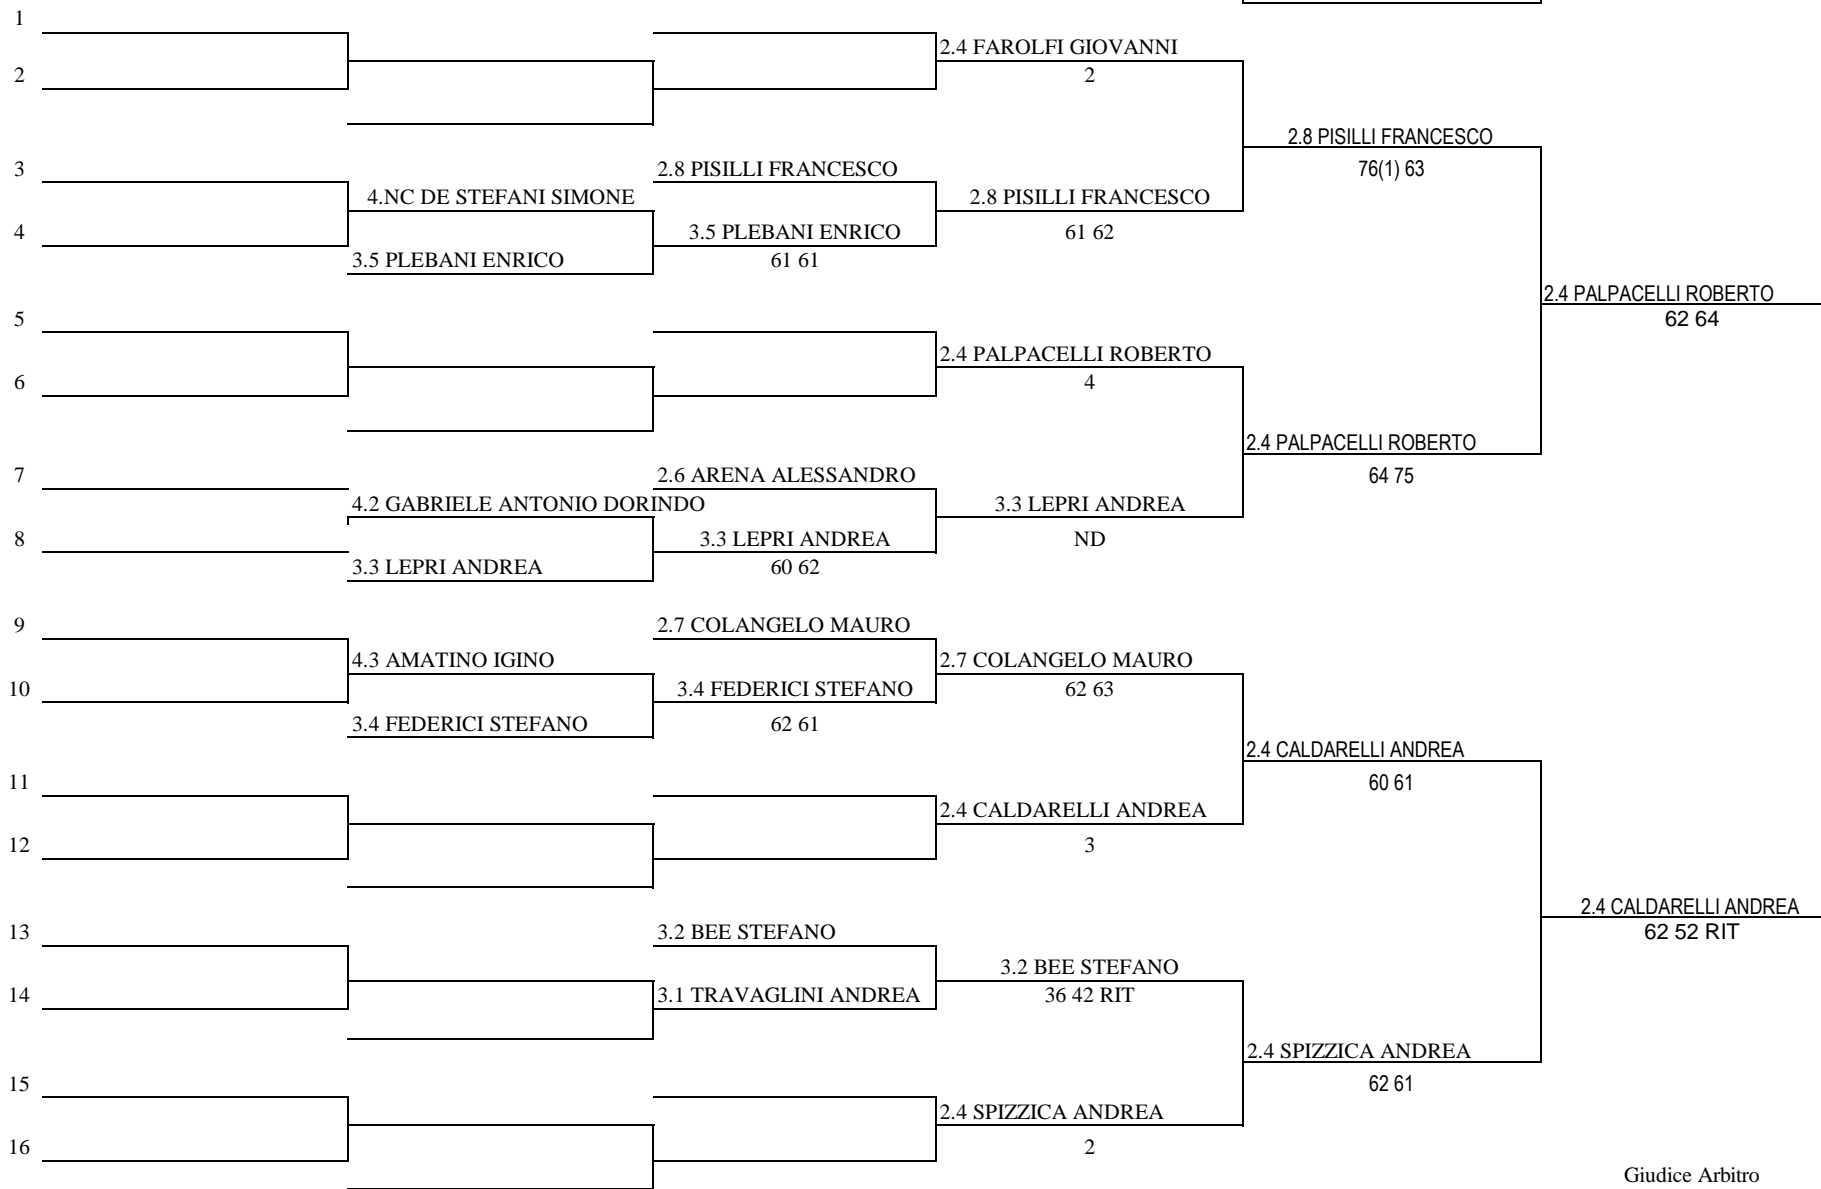 1
2.4 FAROLFI GIOVANNI
2
2
2.8 PISILLI FRANCESCO
3
2.8 PISILLI FRANCESCO
76(1) 63
4.NC DE STEFANI SIMONE
2.8 PISILLI FRANCESCO
4
3.5 PLEBANI ENRICO
61 62
3.5 PLEBANI ENRICO
61 61
2.4 PALPACELLI ROBERTO
5
62 64
2.4 PALPACELLI ROBERTO
6
4
2.4 PALPACELLI ROBERTO
7
2.6 ARENA ALESSANDRO
64 75
4.2 GABRIELE ANTONIO DORINDO
3.3 LEPRI ANDREA
8
3.3 LEPRI ANDREA
ND
3.3 LEPRI ANDREA
60 62
9
2.7 COLANGELO MAURO
4.3 AMATINO IGINO
2.7 COLANGELO MAURO
10
3.4 FEDERICI STEFANO
62 63
3.4 FEDERICI STEFANO
62 61
2.4 CALDARELLI ANDREA
11
60 61
2.4 CALDARELLI ANDREA
12
3
2.4 CALDARELLI ANDREA
13
3.2 BEE STEFANO
62 52 RIT
3.2 BEE STEFANO
14
3.1 TRAVAGLINI ANDREA
36 42 RIT
2.4 SPIZZICA ANDREA
15
62 61
2.4 SPIZZICA ANDREA
16
2
Giudice Arbitro